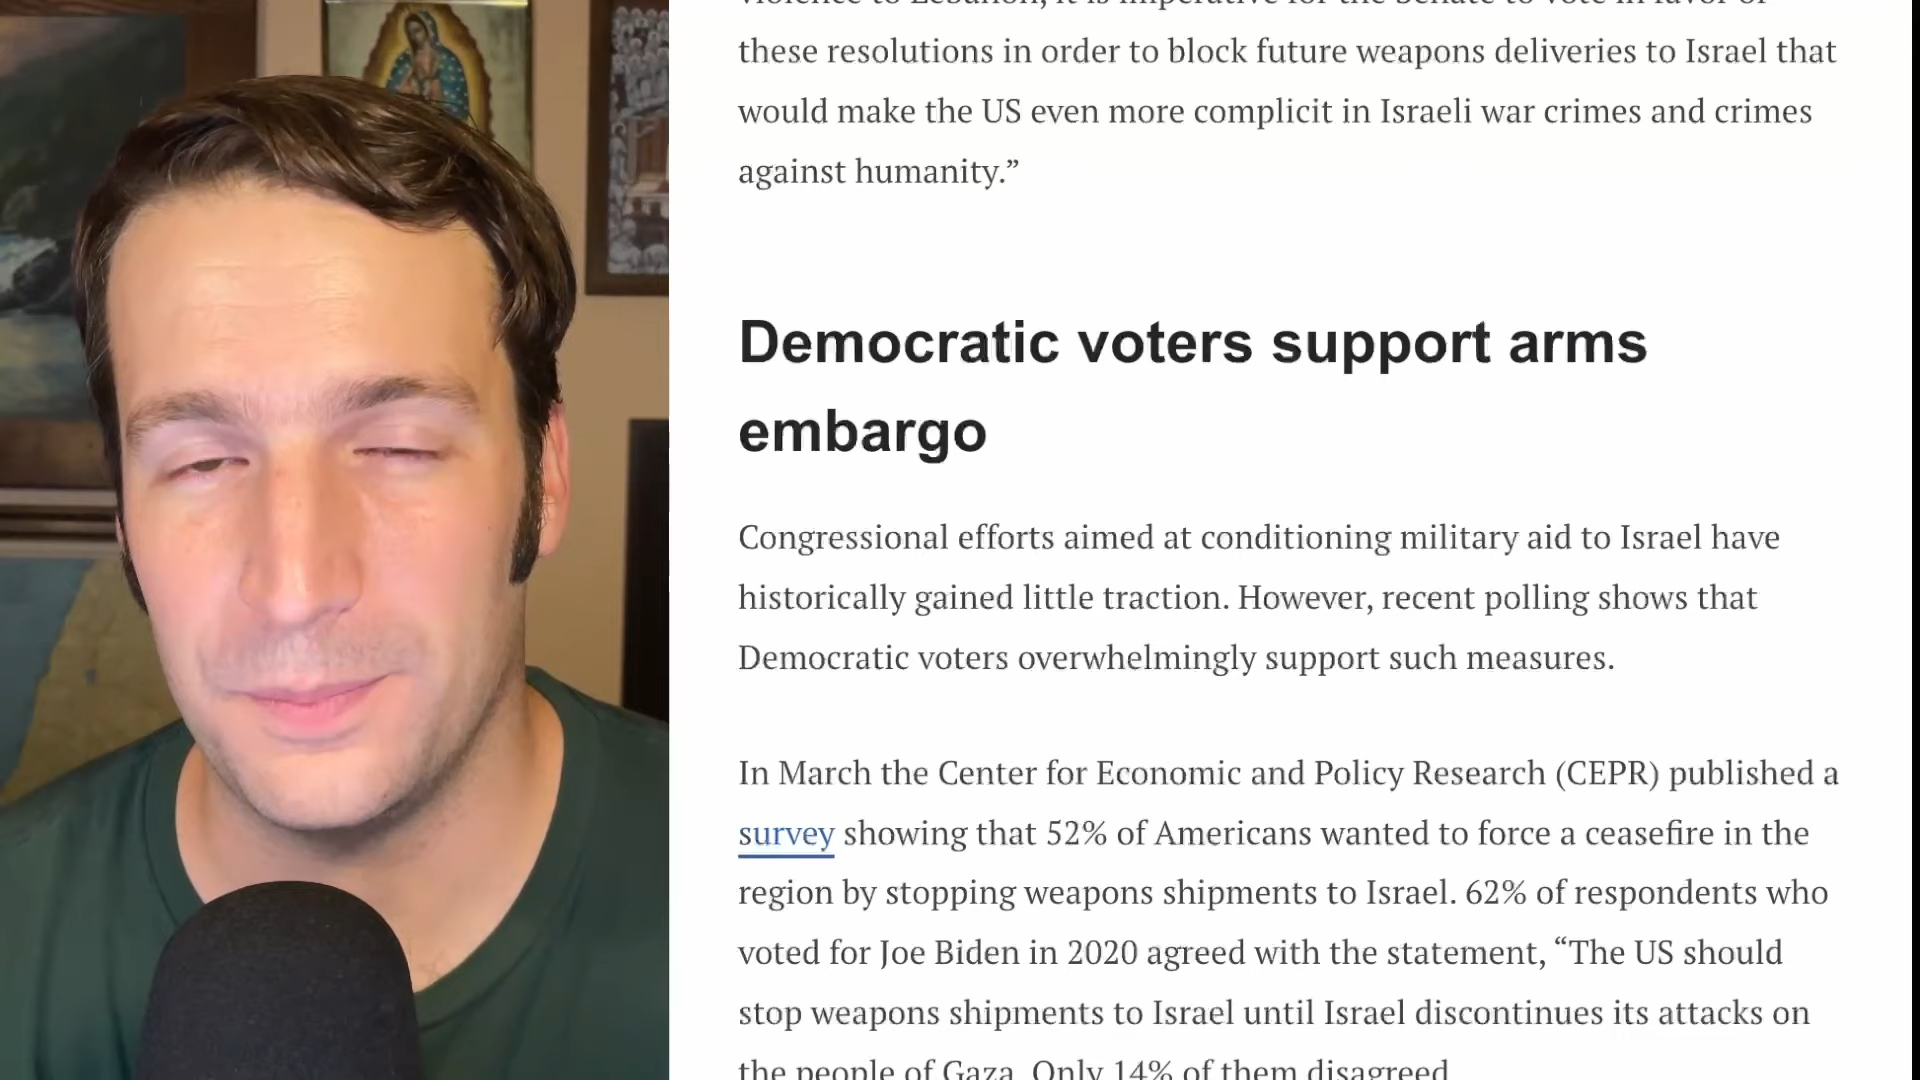 violence to Lebanon, it is imperative for the Senate to vote in favor of
these resolutions in order to block future weapons deliveries to Israel that
would make the US even more complicit in Israeli war crimes and crimes
against humanity.”
Democratic voters support arms
embargo
Congressional efforts aimed at conditioning military aid to Israel have
historically gained little traction. However, recent polling shows that
Democratic voters overwhelmingly support such measures.
In March the Center for Economic and Policy Research (CEPR) published a
survey showing that 52% of Americans wanted to force a ceasefire in the
region by stopping weapons shipments to Israel. 62% of respondents who
voted for Joe Biden in 2020 agreed with the statement, “The US should
stop weapons shipments to Israel until Israel discontinues its attacks on
the people of Gaza. Only 14% of them disagreed